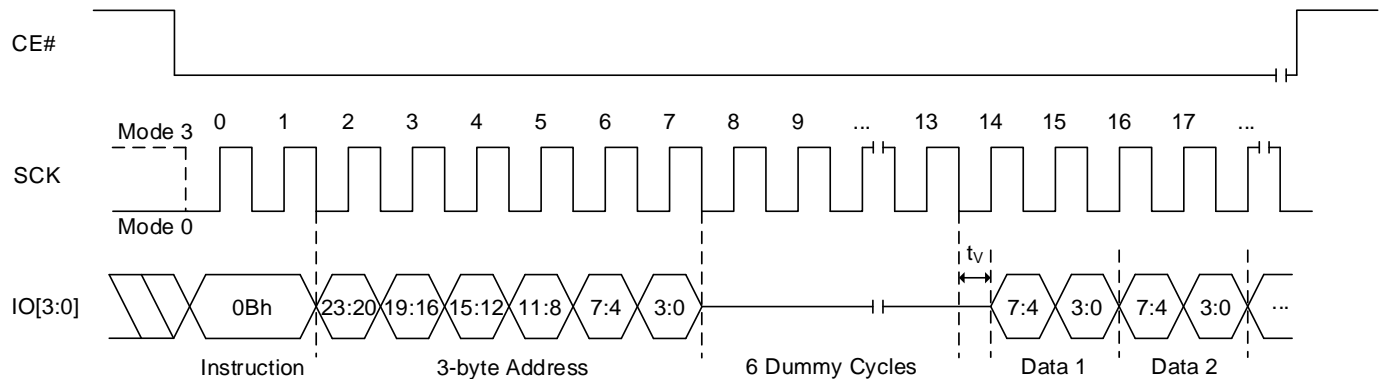 CE#
0 1 2 3 4 5 6 7 8 9 ... 13 14 15 16 17 ...
Mode 3
SCK
Mode 0
tV
IO[3:0] 0Bh 23:20 19:16 15:12 11:8 7:4 3:0 7:4 3:0 7:4 3:0 ...
Instruction 3-byte Address 6 Dummy Cycles Data 1 Data 2